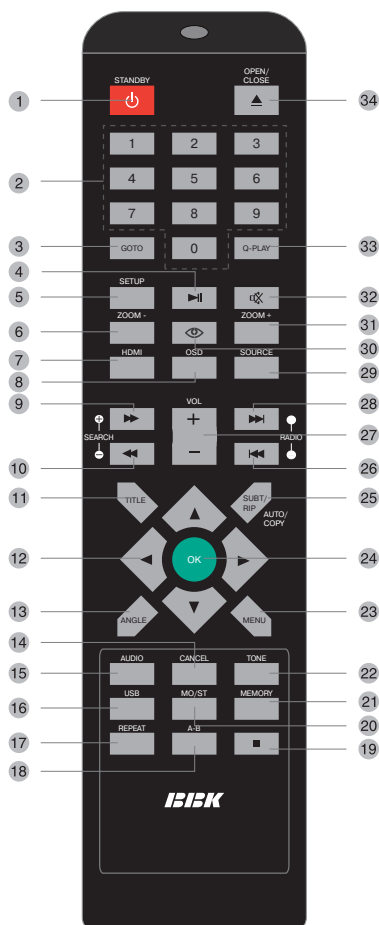 STANDBY
OPEN/
CLOSE
1
34
1 2 3
2
4 5 6
7 8 9
3
GOTO
0
Q-PLAY
33
4
SETUP
5
32
ZOOM -
ZOOM +
6
31
30
HDMI
OSD
SOURCE
7
8
29
9
VOL
28
+
SEARCH
+
-
RADIO
27
10
−
26
11
TITLE
SUBT/
RIP
25
AUTO/
COPY
12
OK
24
13
ANGLE
MENU
23
14
AUDIO
CANCEL
TONE
15
22
USB
MO/ST
MEMORY
16
21
20
REPEAT
A-B
17
19
18
BBK